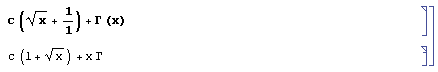 c (√x + 1/1) + Γ (x)
c (1 + √x) + x Γ